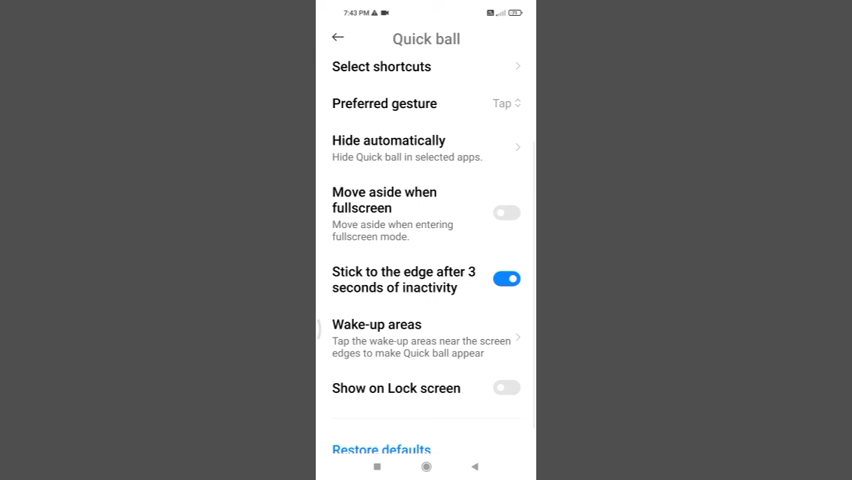 7:43 PM
Quick ball
Select shortcuts
Preferred gesture
Tap
Hide automatically
Hide Quick ball in selected apps.
Move aside when
fullscreen
Move aside when entering
fullscreen mode.
Stick to the edge after 3
seconds of inactivity
Wake-up areas
Tap the wake-up areas near the screen
edges to make Quick ball appear
Show on Lock screen
Restore defaults